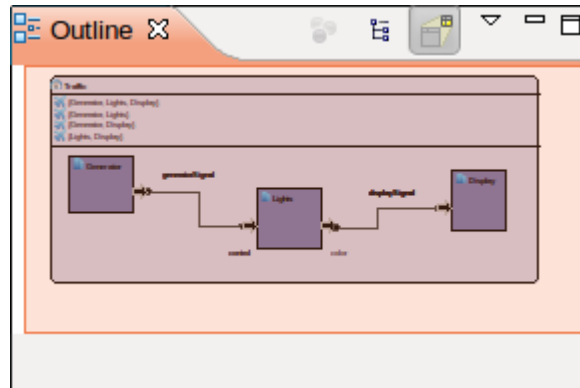 Outline
Traffic
{Generator, Lights, Display}
{Generator, Lights}
{Generator, Display}
{Lights, Display}
Generator
generatorSignal
Lights
displaySignal
Display
control
color